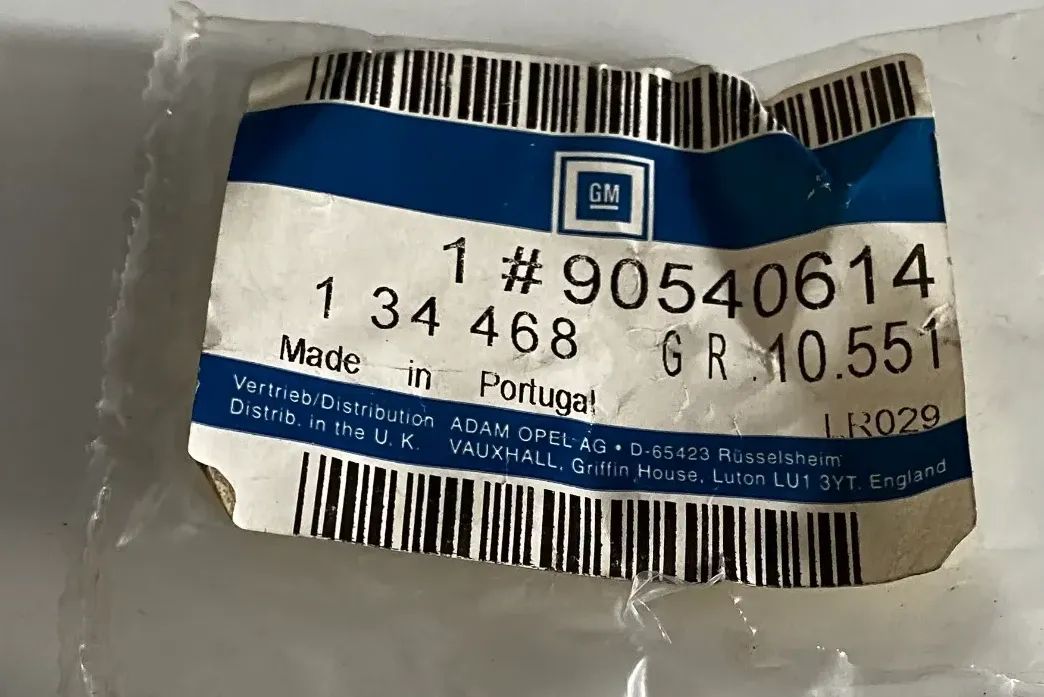 GM
1 # 90540614
1 34 468 GR. 10.551
Made in Portugal
LR029
Vertrieb/Distribution ADAM OPEL AG • D-65423 Rüsselsheim
Distrib. in the U. K. VAUXHALL, Griffin House, Luton LU1 3YT. England